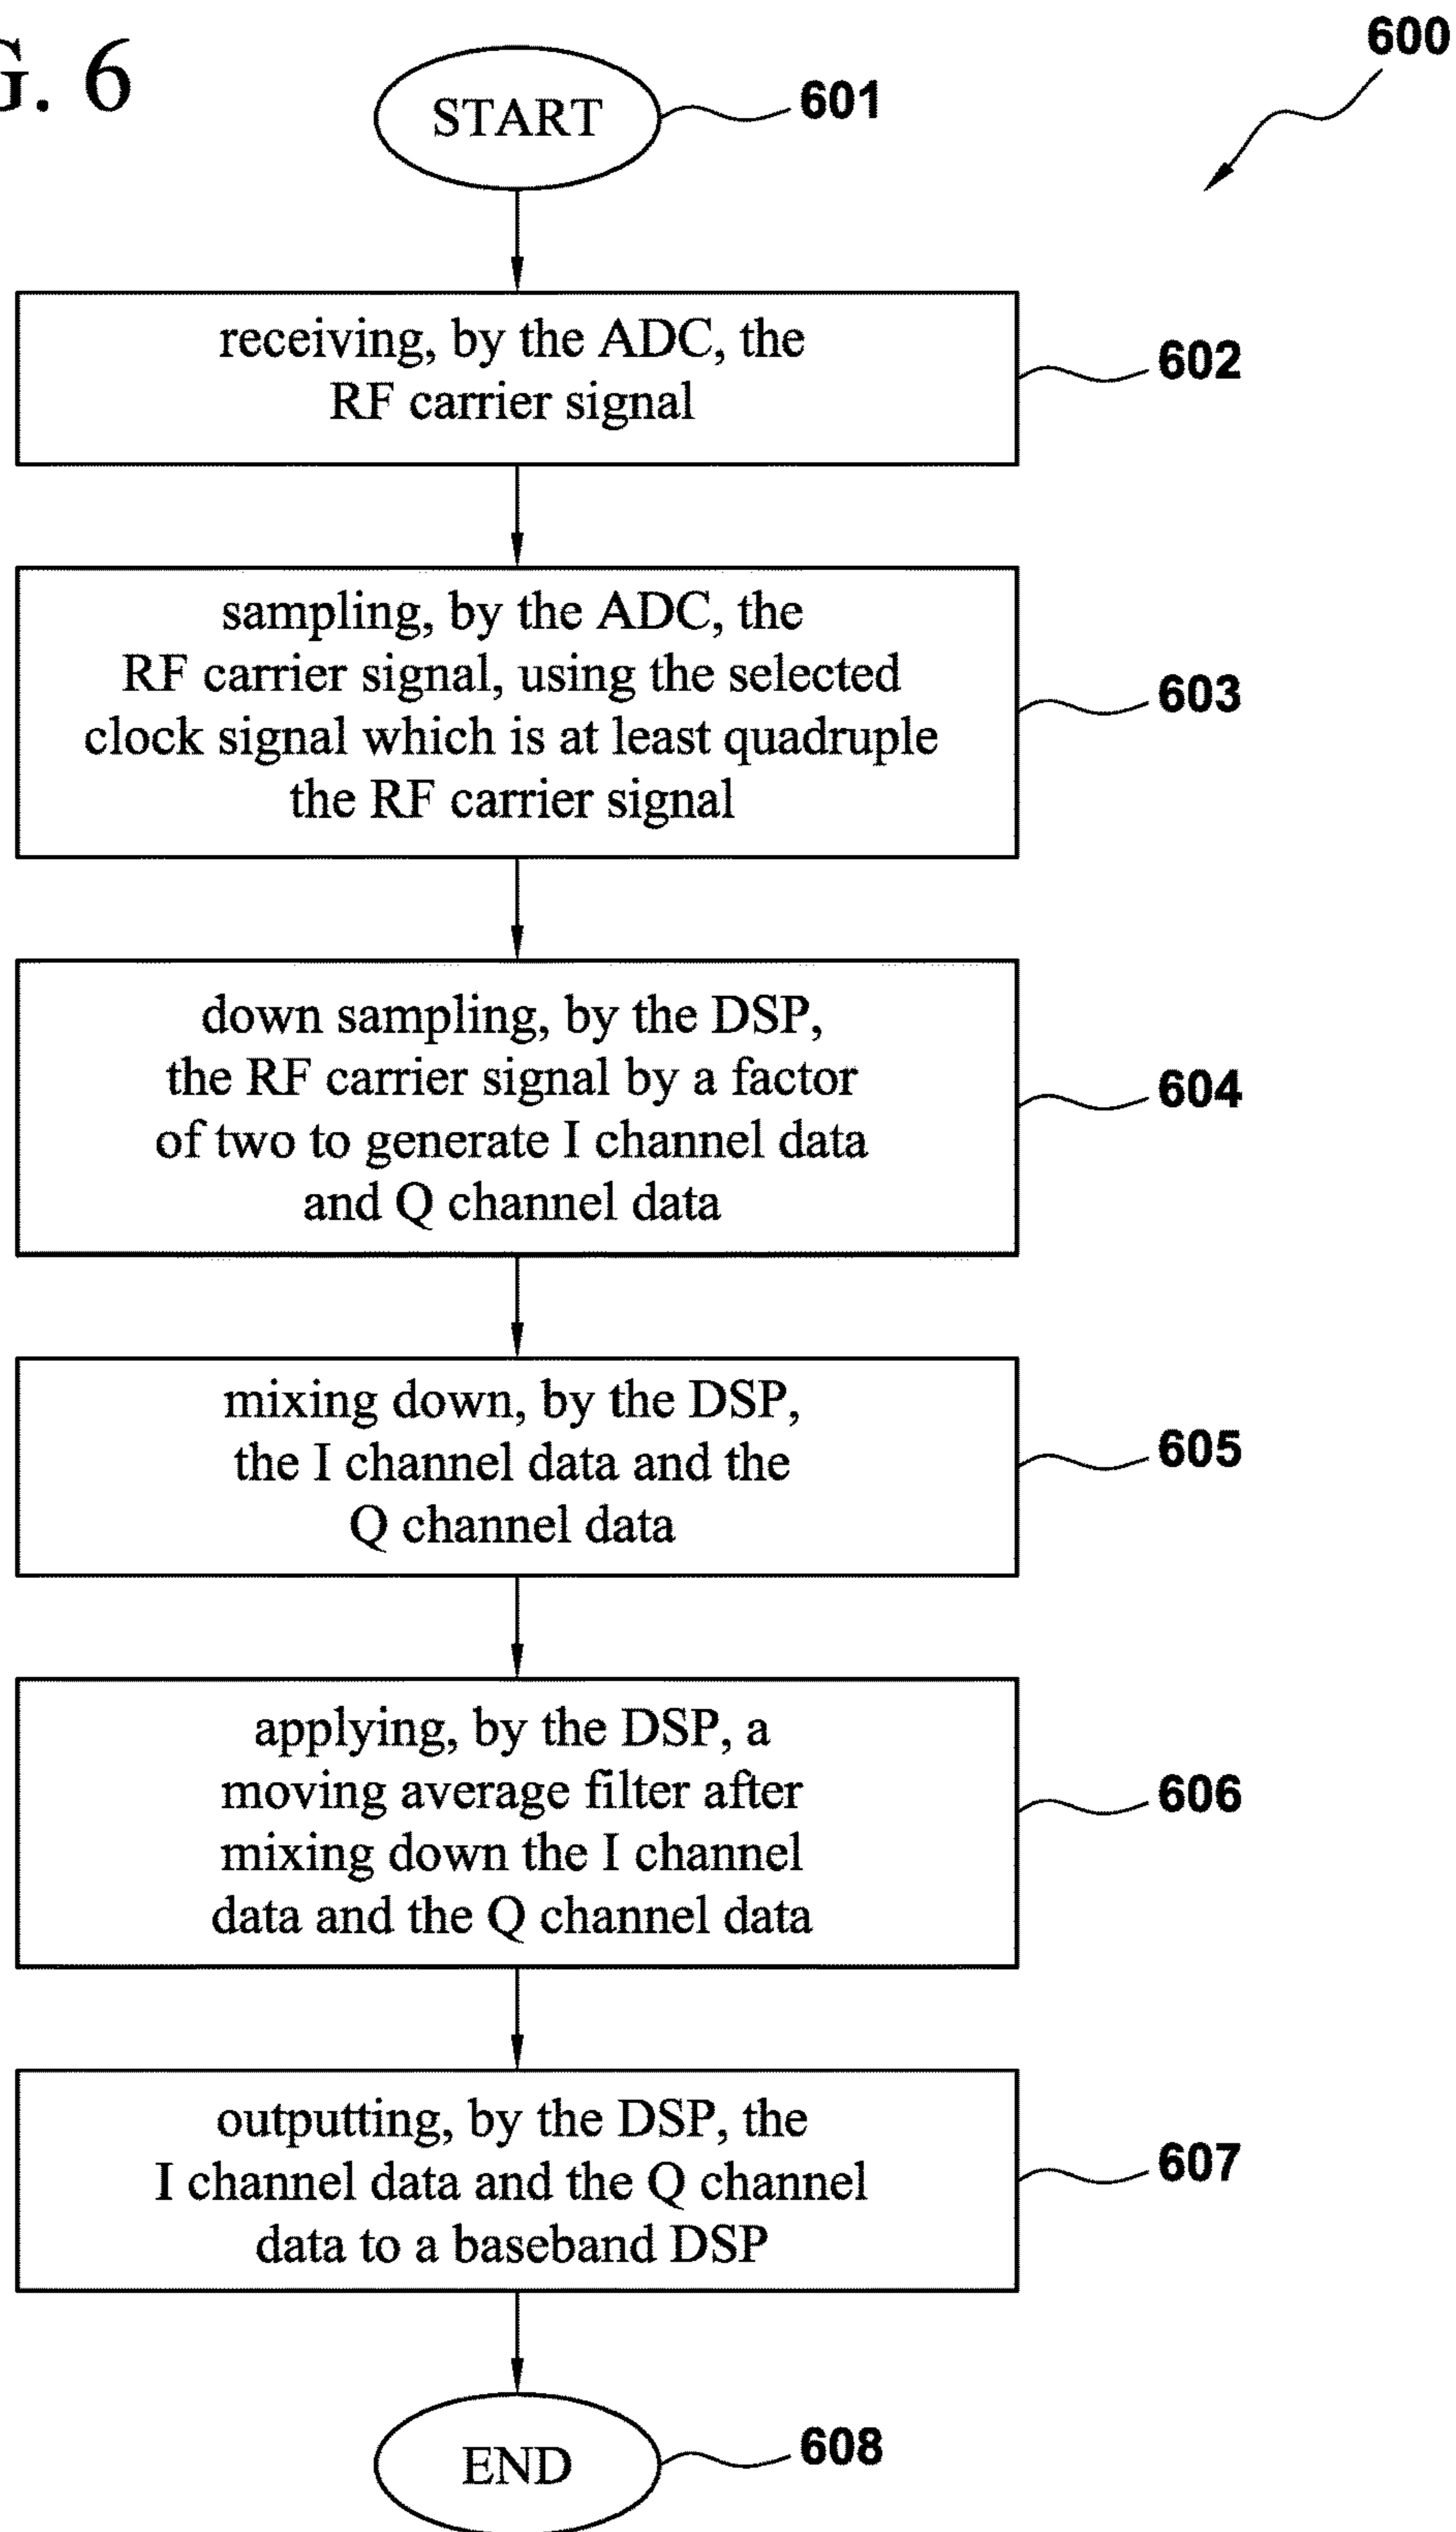 G. 6
600
START
601
receiving, by the ADC, the
RF carrier signal
602
sampling, by the ADC, the
RF carrier signal, using the selected
clock signal which is at least quadruple
the RF carrier signal
603
down sampling, by the DSP,
the RF carrier signal by a factor
of two to generate I channel data
and Q channel data
604
mixing down, by the DSP,
the I channel data and the
Q channel data
605
applying, by the DSP, a
moving average filter after
mixing down the I channel
data and the Q channel data
606
outputting, by the DSP, the
I channel data and the Q channel
data to a baseband DSP
607
END
608